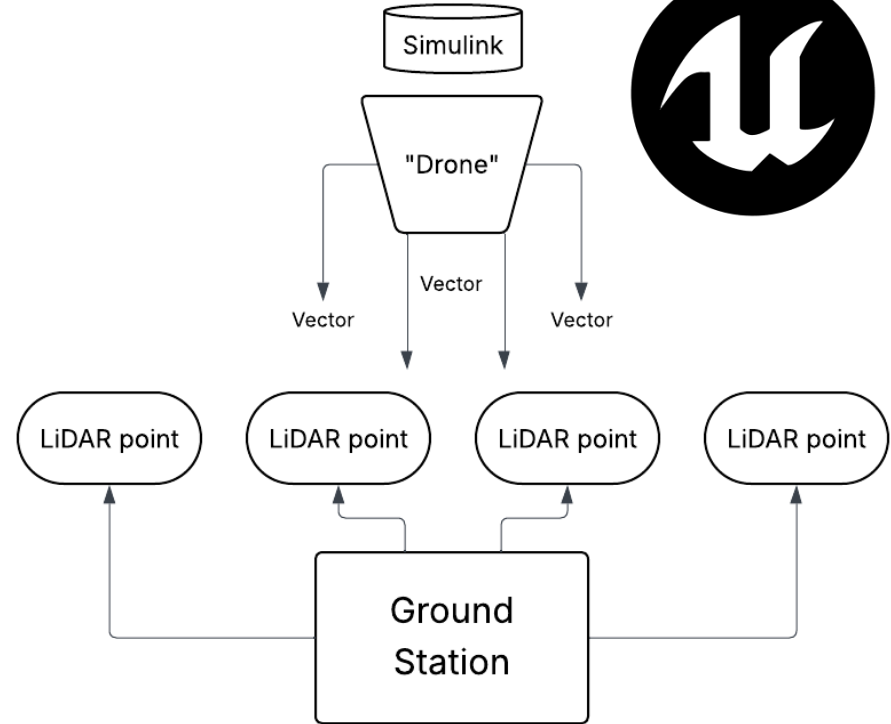 Simulink
"Drone"
Vector
Vector
Vector
LiDAR point
LiDAR point
LiDAR point
LiDAR point
Ground
Station